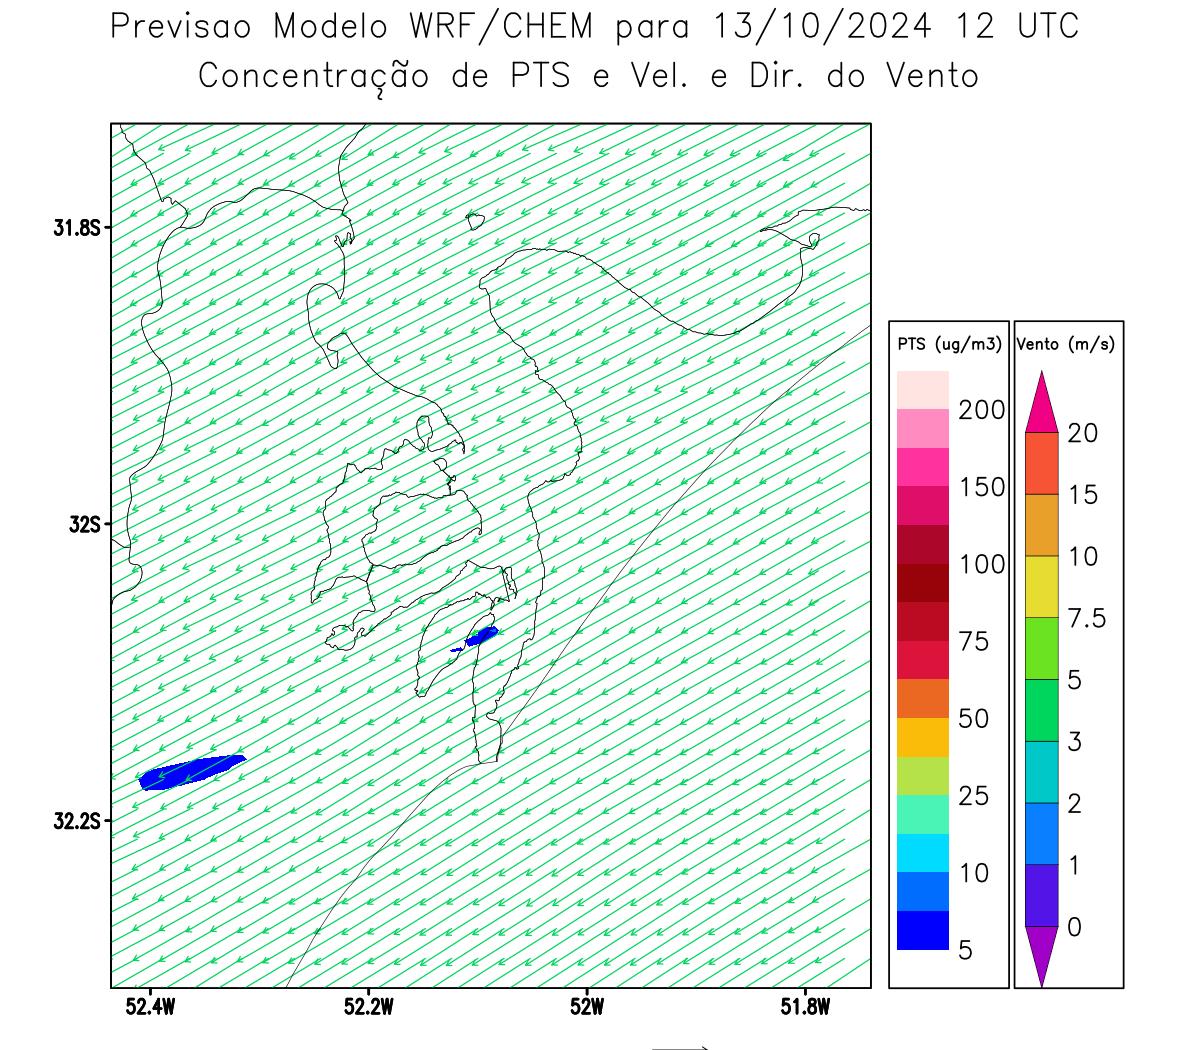 Previsao Modelo WRF/CHEM para 13/10/2024 12 UTC
Concentração de PTS e Vel. e Dir. do Vento
31.8S
32S
32.2S
52.4W 52.2W 52W 51.8W
PTS (ug/m3)
200
150
100
75
50
25
10
5
Vento (m/s)
20
15
10
7.5
5
3
2
1
0